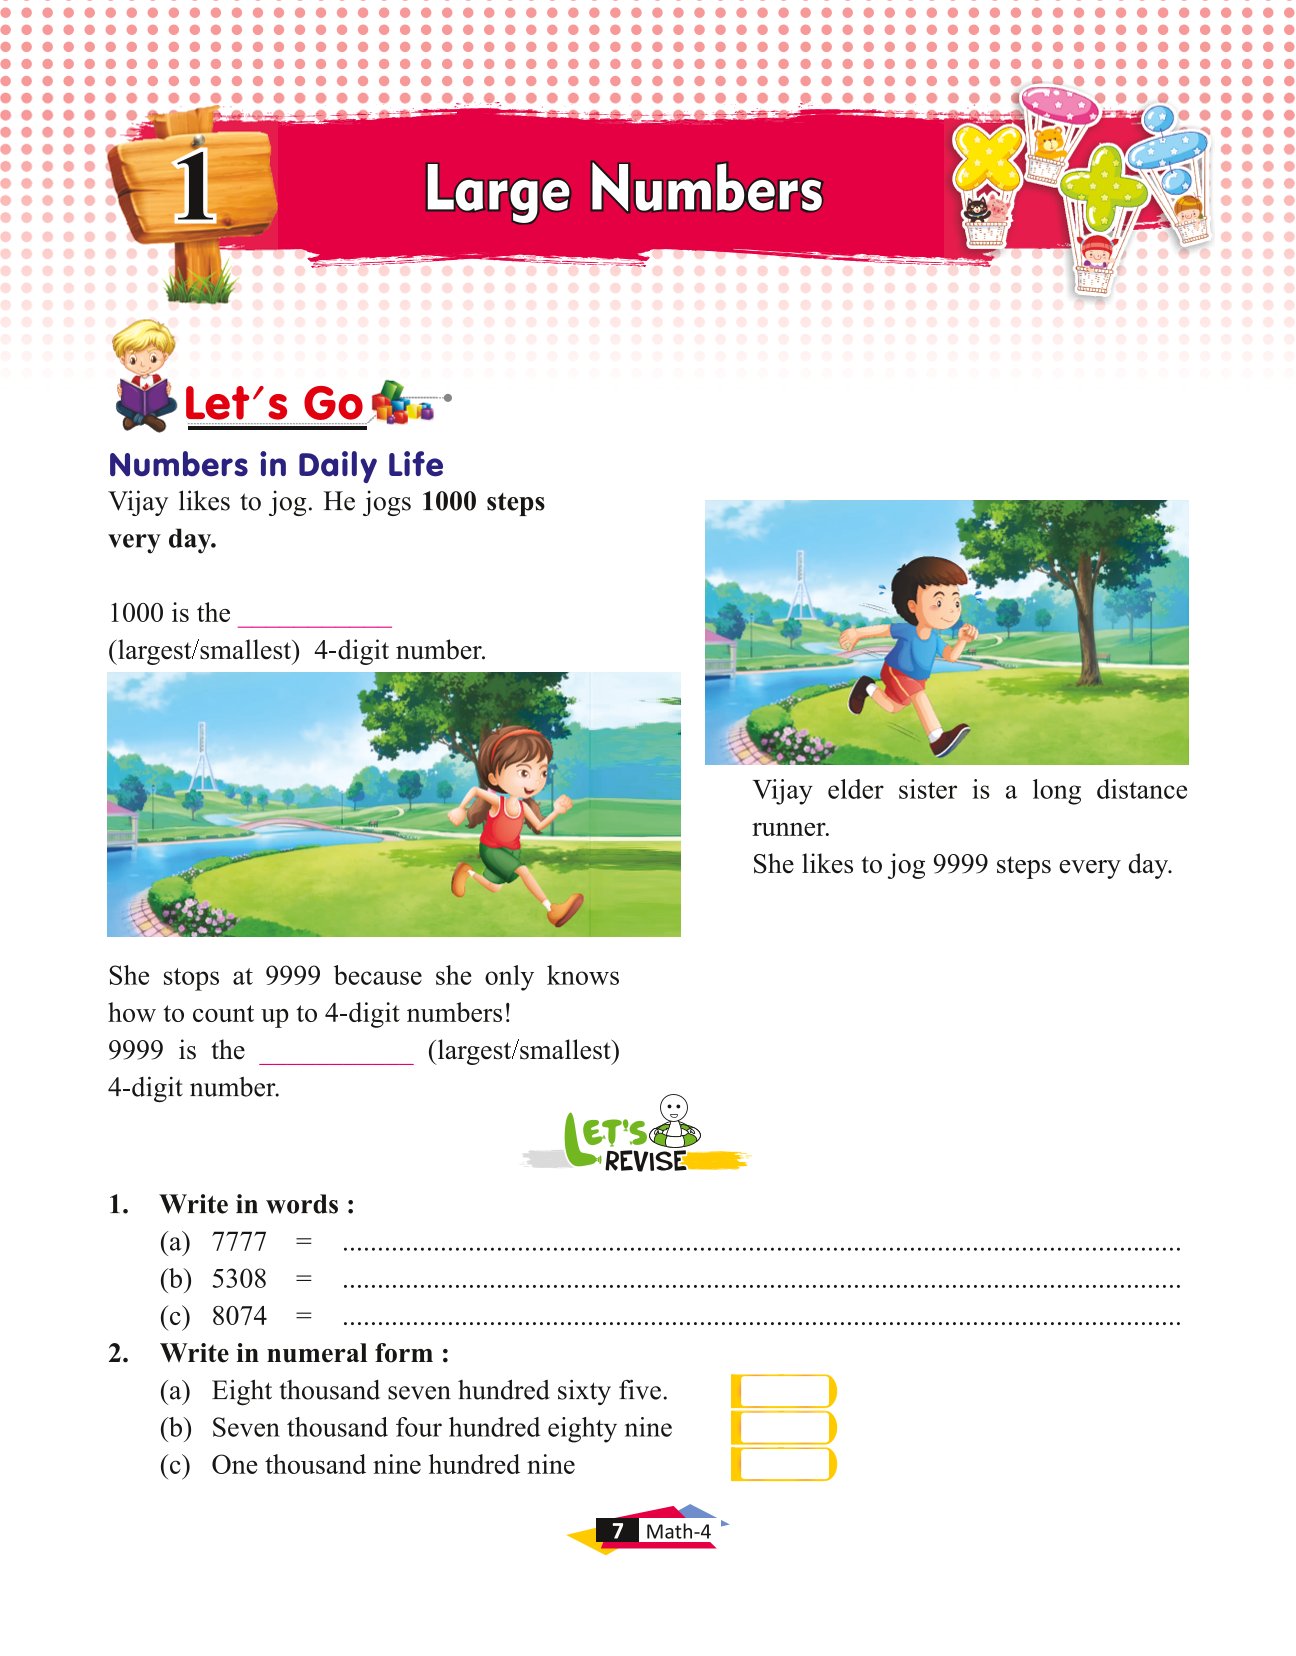 1
Large Numbers
Let's Go
Numbers in Daily Life
Vijay likes to jog. He jogs 1000 steps
very day.
1000 is the ___________
(largest/smallest) 4-digit number.
Vijay elder sister is a long distance
runner.
She likes to jog 9999 steps every day.
She stops at 9999 because she only knows
how to count up to 4-digit numbers!
9999 is the ___________ (largest/smallest)
4-digit number.
LET'S
REVISE
1. Write in words :
(a) 7777 = ........................................................................................................................
(b) 5308 = ........................................................................................................................
(c) 8074 = ........................................................................................................................
2. Write in numeral form :
(a) Eight thousand seven hundred sixty five.
(b) Seven thousand four hundred eighty nine
(c) One thousand nine hundred nine
7 Math-4